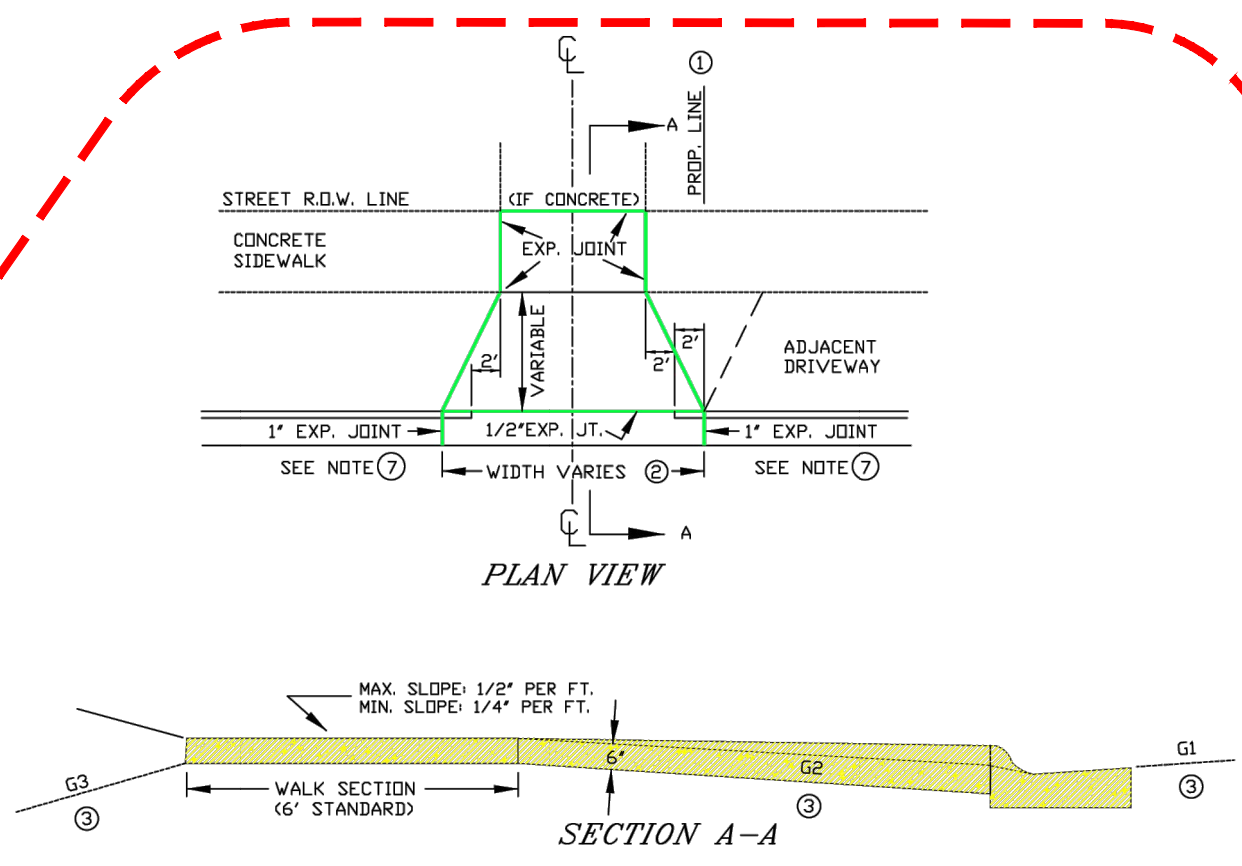 ℄
①
PROP. LINE
A
STREET R.O.W. LINE
(IF CONCRETE)
CONCRETE
SIDEWALK
EXP. JOINT
VARIABLE
2'
2'
2'
ADJACENT
DRIVEWAY
1" EXP. JOINT
1/2"EXP. JT.
1" EXP. JOINT
SEE NOTE ⑦
WIDTH VARIES ②
SEE NOTE ⑦
℄
A
PLAN VIEW
MAX. SLOPE: 1/2" PER FT.
MIN. SLOPE: 1/4" PER FT.
6"
G1
G2
G3
③
WALK SECTION
(6' STANDARD)
③
③
SECTION A-A